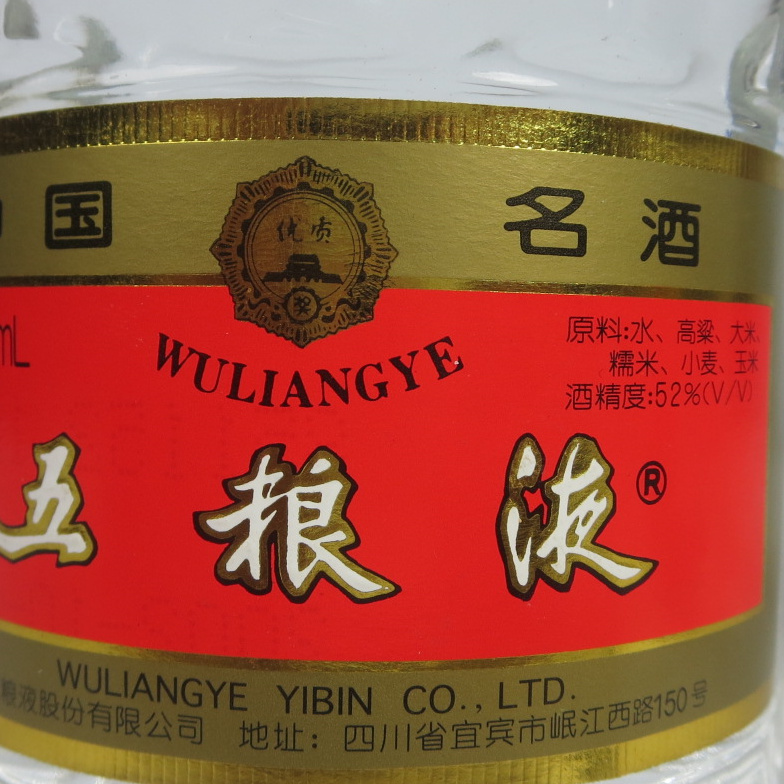 国 名酒
优质
奖
mL
WULIANGYE
原料:水、高粱、大米、
糯米、小麦、玉米
酒精度:52%(V/V)
五粮液®
WULIANGYE YIBIN CO., LTD.
粮液股份有限公司 地址: 四川省宜宾市岷江西路150号